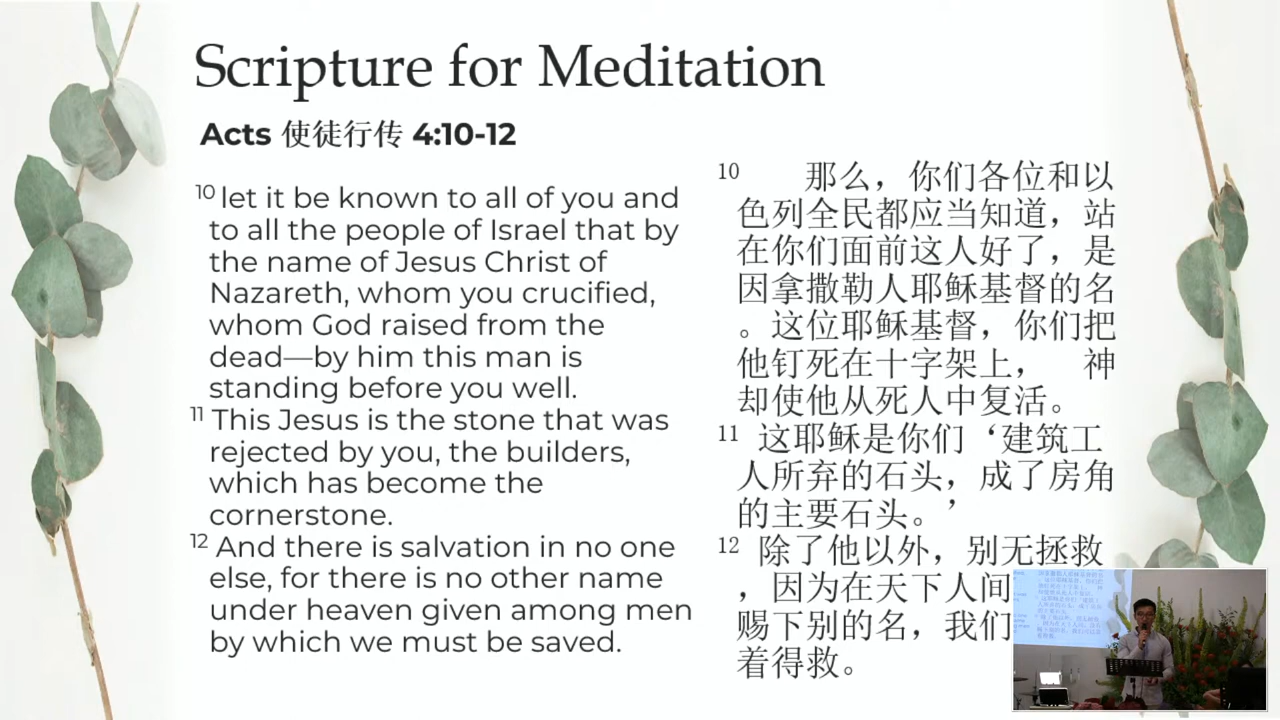 Scripture for Meditation
Acts 使徒行传 4:10-12
10 let it be known to all of you and
to all the people of Israel that by
the name of Jesus Christ of
Nazareth, whom you crucified,
whom God raised from the
dead—by him this man is
standing before you well.
11 This Jesus is the stone that was
rejected by you, the builders,
which has become the
cornerstone.
12 And there is salvation in no one
else, for there is no other name
under heaven given among men
by which we must be saved.
10 那么，你们各位和以
色列全民都应当知道，站
在你们面前这人好了，是
因拿撒勒人耶稣基督的名
。这位耶稣基督，你们把
他钉死在十字架上，　神
却使他从死人中复活。
11 这耶稣是你们‘建筑工
人所弃的石头，成了房角
的主要石头。’
12 除了他以外，别无拯救
，因为在天下人间
赐下别的名，我们
着得救。